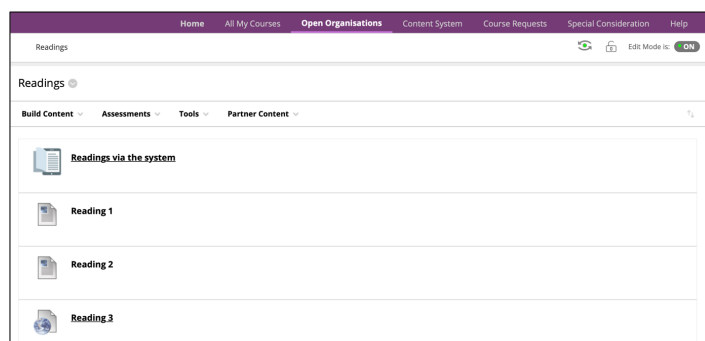 Home All My Courses Open Organisations Content System Course Requests Special Consideration Help
Readings Edit Mode is: ON
Readings
Build Content Assessments Tools Partner Content
Readings via the system
Reading 1
Reading 2
Reading 3